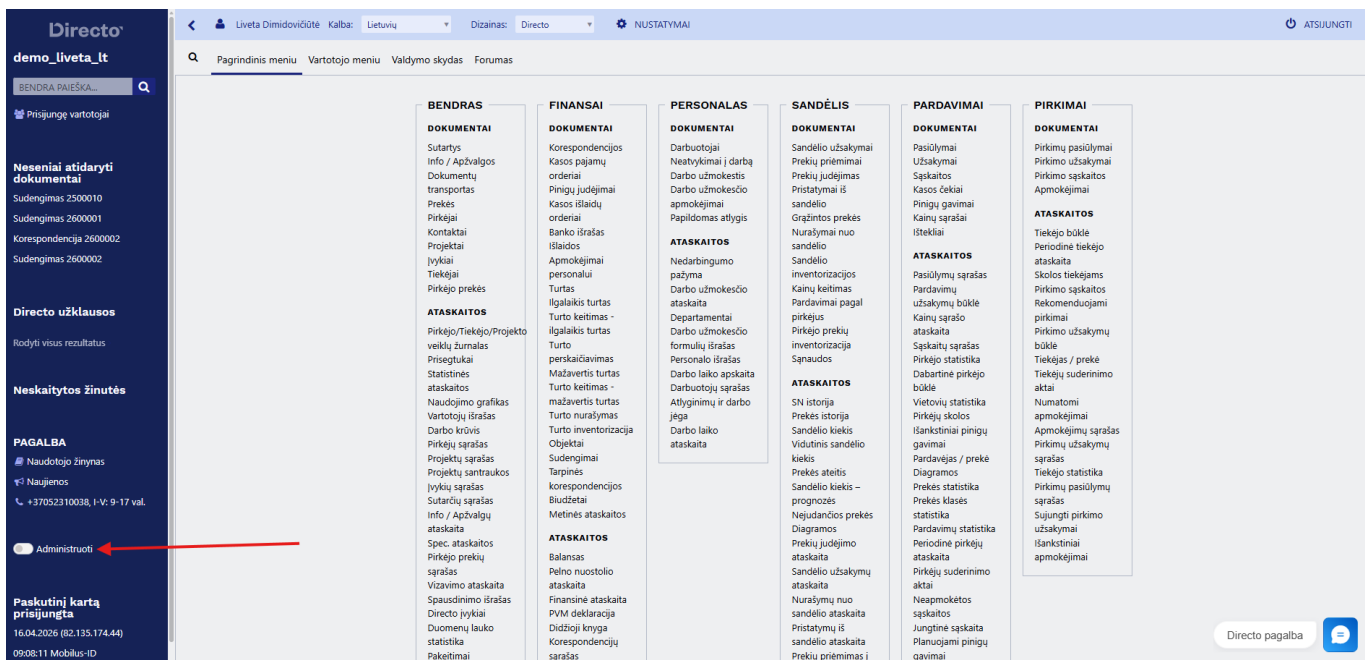 Directo
demo_liveta_lt
BENDRA PAIEŠKA...
Prisijungę vartotojai
Neseniai atidaryti
dokumentai
Sudengimas 2500010
Sudengimas 2600001
Korespondencija 2600002
Sudengimas 2600002
Directo užklausos
Rodyti visus rezultatus
Neskaitytos žinutės
PAGALBA
Naudotojo žinynas
Naujienos
+37052310038, I-V: 9-17 val.
Administruoti
Paskutinį kartą
prisijungta
16.04.2026 (82.135.174.44)
09:08:11 Mobilus-ID
Liveta Dimidovičiūtė Kalba: Lietuvių Dizainas: Directo NUSTATYMAI ATSIJUNGTI
Pagrindinis meniu Vartotojo meniu Valdymo skydas Forumas
BENDRAS
DOKUMENTAI
Sutartys
Info / Apžvalgos
Dokumentų
transportas
Prekės
Pirkėjai
Kontaktai
Projektai
Įvykiai
Tiekėjai
Pirkėjo prekės
ATASKAITOS
Pirkėjo/Tiekėjo/Projekto
veiklų žurnalas
Prisegtukai
Statistinės
ataskaitos
Naudojimo grafikas
Vartotojų išrašas
Darbo krūvis
Pirkėjų sąrašas
Projektų sąrašas
Projektų santraukos
Įvykių sąrašas
Sutarčių sąrašas
Info / Apžvalgų
ataskaita
Spec. ataskaitos
Pirkėjo prekių
sąrašas
Vizavimo ataskaita
Spausdinimo išrašas
Directo įvykiai
Duomenų lauko
statistika
Pakeitimai
FINANSAI
DOKUMENTAI
Korespondencijos
Kasos pajamų
orderiai
Pinigų judėjimai
Kasos išlaidų
orderiai
Banko išrašas
Išlaidos
Apmokėjimai
personalui
Turtas
Ilgalaikis turtas
Turto keitimas -
ilgalaikis turtas
Turto
perskaičiavimas
Mažavertis turtas
Turto keitimas -
mažavertis turtas
Turto nurašymas
Turto inventorizacija
Objektai
Sudengimai
Tarpinės
korespondencijos
Biudžetai
Metinės ataskaitos
ATASKAITOS
Balansas
Pelno nuostolio
ataskaita
Finansinė ataskaita
PVM deklaracija
Didžioji knyga
Korespondencijų
sąrašas
PERSONALAS
DOKUMENTAI
Darbuotojai
Neatvykimai į darbą
Darbo užmokestis
Darbo užmokesčio
apmokėjimai
Papildomas atlygis
ATASKAITOS
Nedarbingumo
pažyma
Darbo užmokesčio
ataskaita
Departamentai
Darbo užmokesčio
formulių išrašas
Personalo išrašas
Darbo laiko apskaita
Darbuotojų sąrašas
Atlyginimų ir darbo
jėga
Darbo laiko
ataskaita
SANDĖLIS
DOKUMENTAI
Sandėlio užsakymai
Prekių priėmimai
Prekių judėjimas
Pristatymai iš
sandėlio
Grąžintos prekės
Nurašymai nuo
sandėlio
Sandėlio
inventorizacijos
Kainų keitimas
Pardavimai pagal
pirkėjus
Pirkėjo prekių
inventorizacija
Sąnaudos
ATASKAITOS
SN istorija
Prekės istorija
Sandėlio kiekis
Vidutinis sandėlio
kiekis
Prekės ateitis
Sandėlio kiekis –
prognozės
Nejudančios prekės
Diagramos
Prekių judėjimo
ataskaita
Sandėlio užsakymų
ataskaita
Nurašymų nuo
sandėlio ataskaita
Pristatymų iš
sandėlio ataskaita
Prekių priėmimas į
PARDAVIMAI
DOKUMENTAI
Pasiūlymai
Užsakymai
Sąskaitos
Kasos čekiai
Pinigų gavimai
Kainų sąrašai
Ištekliai
ATASKAITOS
Pasiūlymų sąrašas
Pardavimų
užsakymų būklė
Kainų sąrašo
ataskaita
Sąskaitų sąrašas
Pirkėjo statistika
Dabartinė pirkėjo
būklė
Vietovių statistika
Pirkėjų skolos
Išankstiniai pinigų
gavimai
Pardavėjas / prekė
Diagramos
Prekės statistika
Prekės klasės
statistika
Pardavimų statistika
Periodinė pirkėjų
ataskaita
Pirkėjų suderinimo
aktai
Neapmokėtos
sąskaitos
Jungtinė sąskaita
Planuojami pinigų
gavimai
PIRKIMAI
DOKUMENTAI
Pirkimų pasiūlymai
Pirkimo užsakymai
Pirkimo sąskaitos
Apmokėjimai
ATASKAITOS
Tiekėjo būklė
Periodinė tiekėjo
ataskaita
Skolos tiekėjams
Pirkimo sąskaitos
Rekomenduojami
pirkimai
Pirkimo užsakymų
būklė
Tiekėjas / prekė
Tiekėjų suderinimo
aktai
Numatomi
apmokėjimai
Apmokėjimų sąrašas
Pirkimų užsakymų
sąrašas
Tiekėjo statistika
Pirkimų pasiūlymų
sąrašas
Sujungti pirkimo
užsakymai
Išankstiniai
apmokėjimai
Directo pagalba